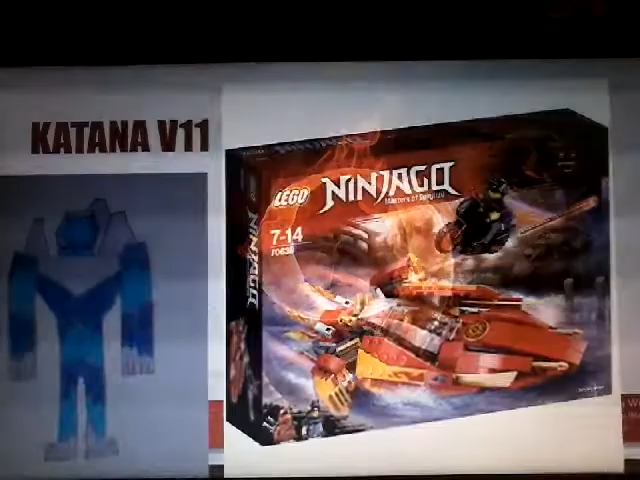 KATANA V11
LEGO
NINJAGO
Masters of Spinjitzu
7-14
NINJAGO